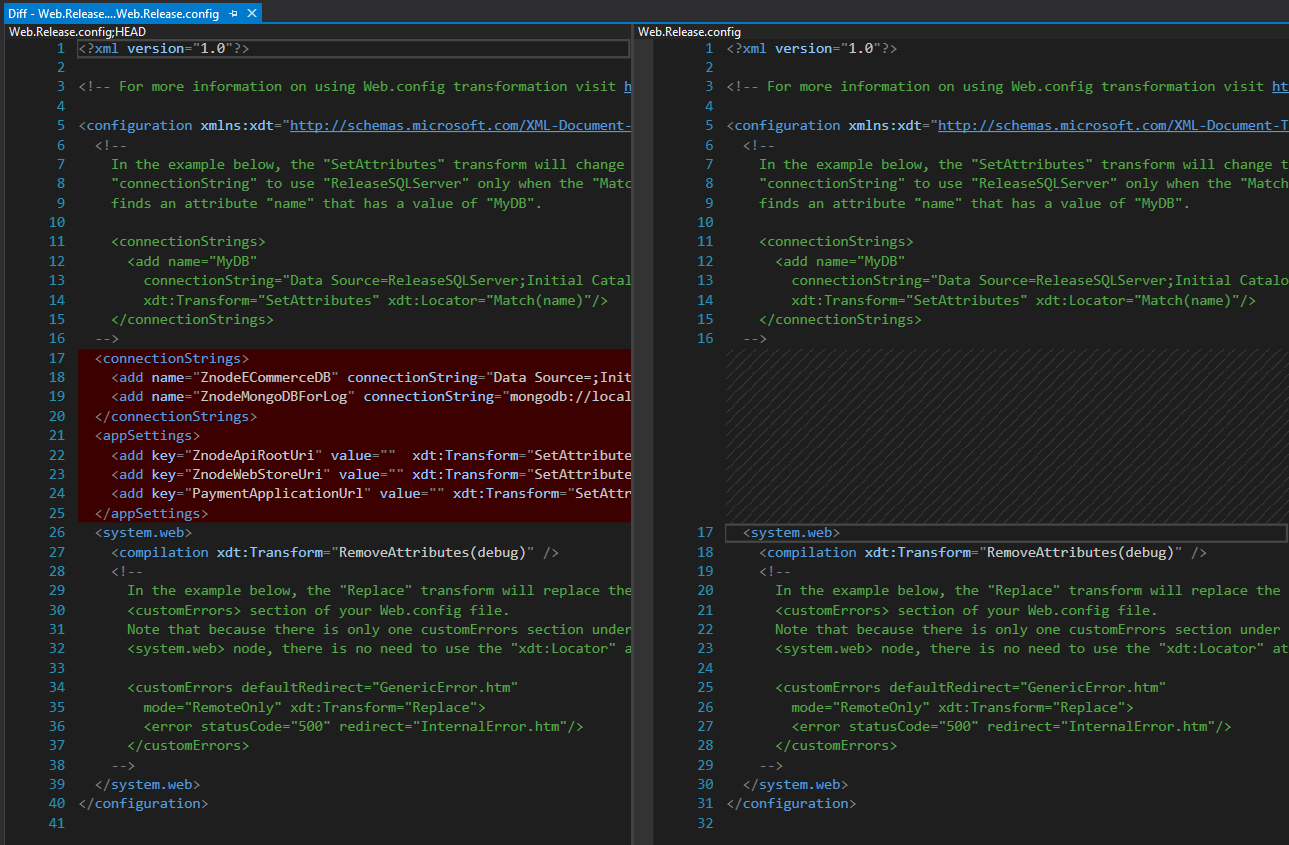 Diff - Web.Release....Web.Release.config
Web.Release.config;HEAD
1 <?xml version="1.0"?>
2
3 <!-- For more information on using Web.config transformation visit
4
5 <configuration xmlns:xdt="http://schemas.microsoft.com/XML-Document-
6 <!--
7 In the example below, the "SetAttributes" transform will change
8 "connectionString" to use "ReleaseSQLServer" only when the "Matc
9 finds an attribute "name" that has a value of "MyDB".
10
11 <connectionStrings>
12 <add name="MyDB"
13 connectionString="Data Source=ReleaseSQLServer;Initial Catal
14 xdt:Transform="SetAttributes" xdt:Locator="Match(name)"/>
15 </connectionStrings>
16 -->
17 <connectionStrings>
18 <add name="ZnodeECommerceDB" connectionString="Data Source=;Init
19 <add name="ZnodeMongoDBForLog" connectionString="mongodb://local
20 </connectionStrings>
21 <appSettings>
22 <add key="ZnodeApiRootUri" value=""  xdt:Transform="SetAttribute
23 <add key="ZnodeWebStoreUri" value="" xdt:Transform="SetAttribute
24 <add key="PaymentApplicationUrl" value="" xdt:Transform="SetAttr
25 </appSettings>
26 <system.web>
27 <compilation xdt:Transform="RemoveAttributes(debug)" />
28 <!--
29 In the example below, the "Replace" transform will replace the
30 <customErrors> section of your Web.config file.
31 Note that because there is only one customErrors section under
32 <system.web> node, there is no need to use the "xdt:Locator" a
33
34 <customErrors defaultRedirect="GenericError.htm"
35 mode="RemoteOnly" xdt:Transform="Replace">
36 <error statusCode="500" redirect="InternalError.htm"/>
37 </customErrors>
38 -->
39 </system.web>
40 </configuration>
41
Web.Release.config
1 <?xml version="1.0"?>
2
3 <!-- For more information on using Web.config transformation visit ht
4
5 <configuration xmlns:xdt="http://schemas.microsoft.com/XML-Document-T
6 <!--
7 In the example below, the "SetAttributes" transform will change t
8 "connectionString" to use "ReleaseSQLServer" only when the "Match
9 finds an attribute "name" that has a value of "MyDB".
10
11 <connectionStrings>
12 <add name="MyDB"
13 connectionString="Data Source=ReleaseSQLServer;Initial Catalo
14 xdt:Transform="SetAttributes" xdt:Locator="Match(name)"/>
15 </connectionStrings>
16 -->
17 <system.web>
18 <compilation xdt:Transform="RemoveAttributes(debug)" />
19 <!--
20 In the example below, the "Replace" transform will replace the
21 <customErrors> section of your Web.config file.
22 Note that because there is only one customErrors section under
23 <system.web> node, there is no need to use the "xdt:Locator" at
24
25 <customErrors defaultRedirect="GenericError.htm"
26 mode="RemoteOnly" xdt:Transform="Replace">
27 <error statusCode="500" redirect="InternalError.htm"/>
28 </customErrors>
29 -->
30 </system.web>
31 </configuration>
32